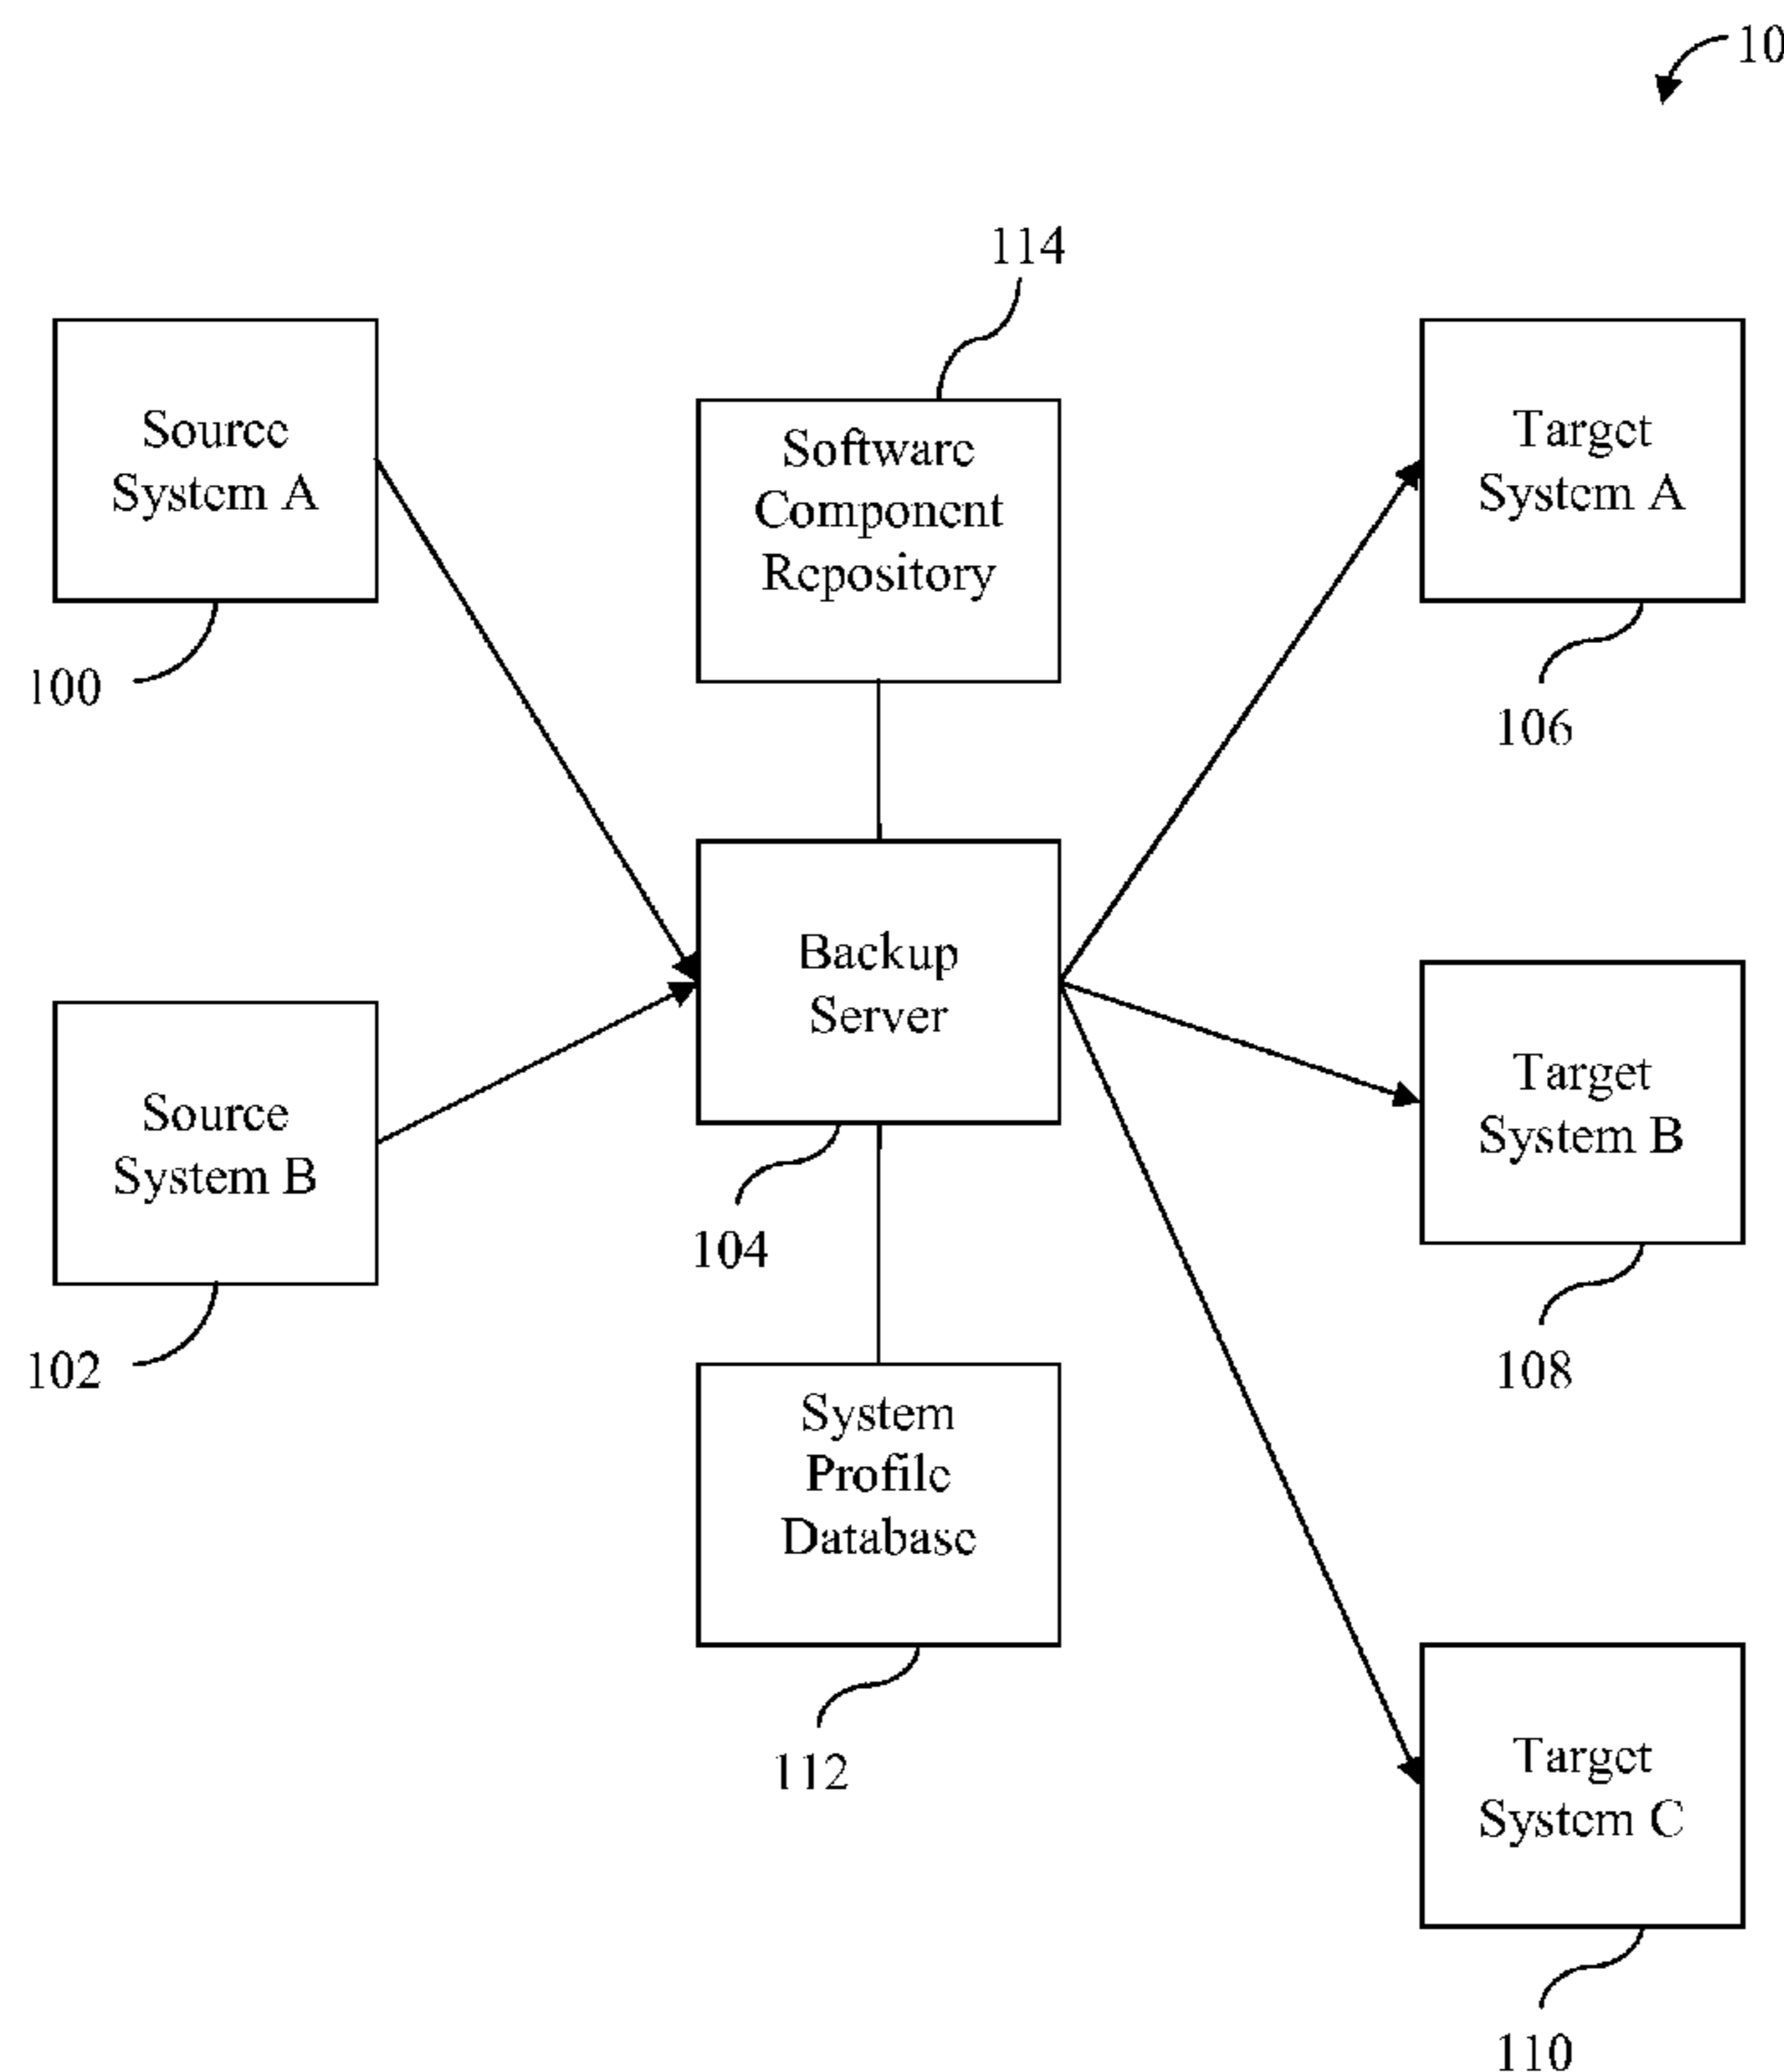 10
114
Source
System A
Software
Component
Repository
Target
System A
100
106
Backup
Server
Source
System B
Target
System B
104
102
108
System
Profile
Database
112
Target
System C
110